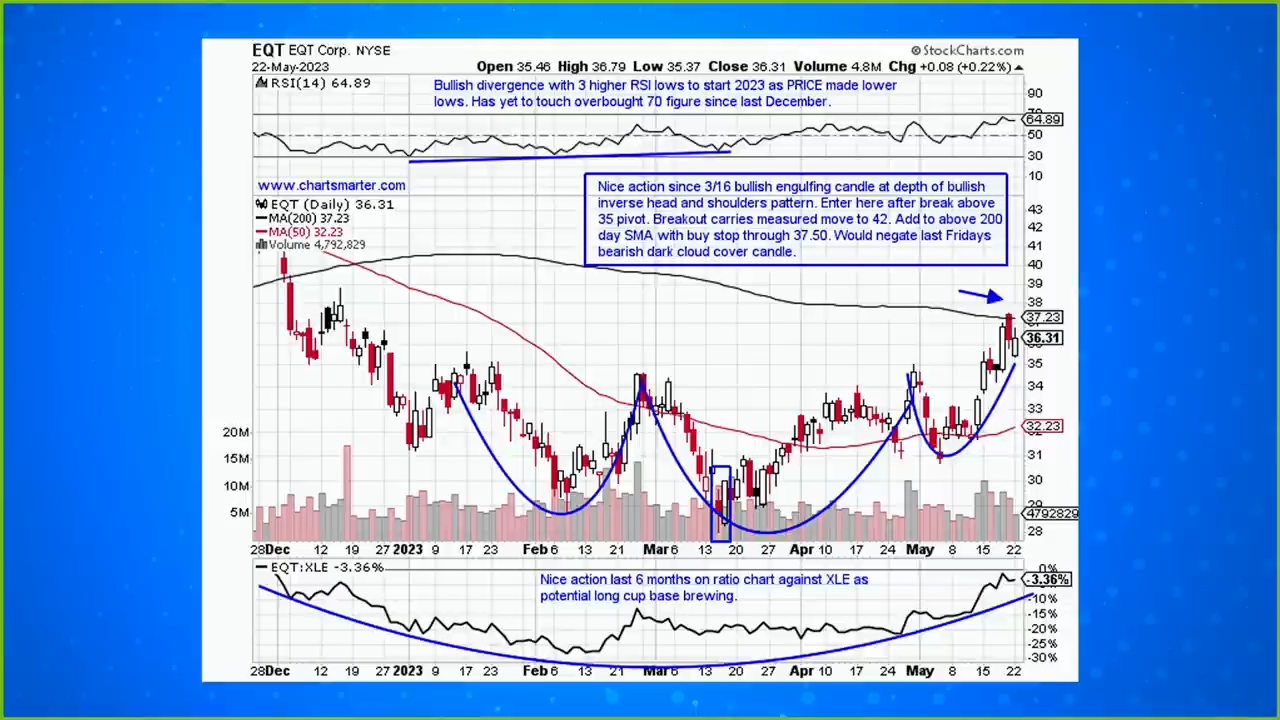 EQT EQT Corp. NYSE
© StockCharts.com
22-May-2023
Open 35.46 High 36.79 Low 35.37 Close 36.31 Volume 4.8M Chg +0.08 (+0.22%)
RSI(14) 64.89
Bullish divergence with 3 higher RSI lows to start 2023 as PRICE made lower
lows. Has yet to touch overbought 70 figure since last December.
90
70
64.89
50
30
10
www.chartsmarter.com
Nice action since 3/16 bullish engulfing candle at depth of bullish
inverse head and shoulders pattern. Enter here after break above
35 pivot. Breakout carries measured move to 42. Add to above 200
day SMA with buy stop through 37.50. Would negate last Fridays
bearish dark cloud cover candle.
EQT (Daily) 36.31
MA(200) 37.23
MA(50) 32.23
Volume 4,792,829
43
42
41
40
39
38
37.23
36.31
35
34
33
32.23
31
30
29
28
20M
15M
10M
5M
4792829
28 Dec 12 19 27 2023 9 17 23 Feb 6 13 21 Mar 6 13 20 27 Apr 10 17 24 May 8 15 22
EQT:XLE -3.36%
Nice action last 6 months on ratio chart against XLE as
potential long cup base brewing.
0%
-3.36%
-10%
-15%
-20%
-25%
-30%
28 Dec 12 19 27 2023 9 17 23 Feb 6 13 21 Mar 6 13 20 27 Apr 10 17 24 May 8 15 22